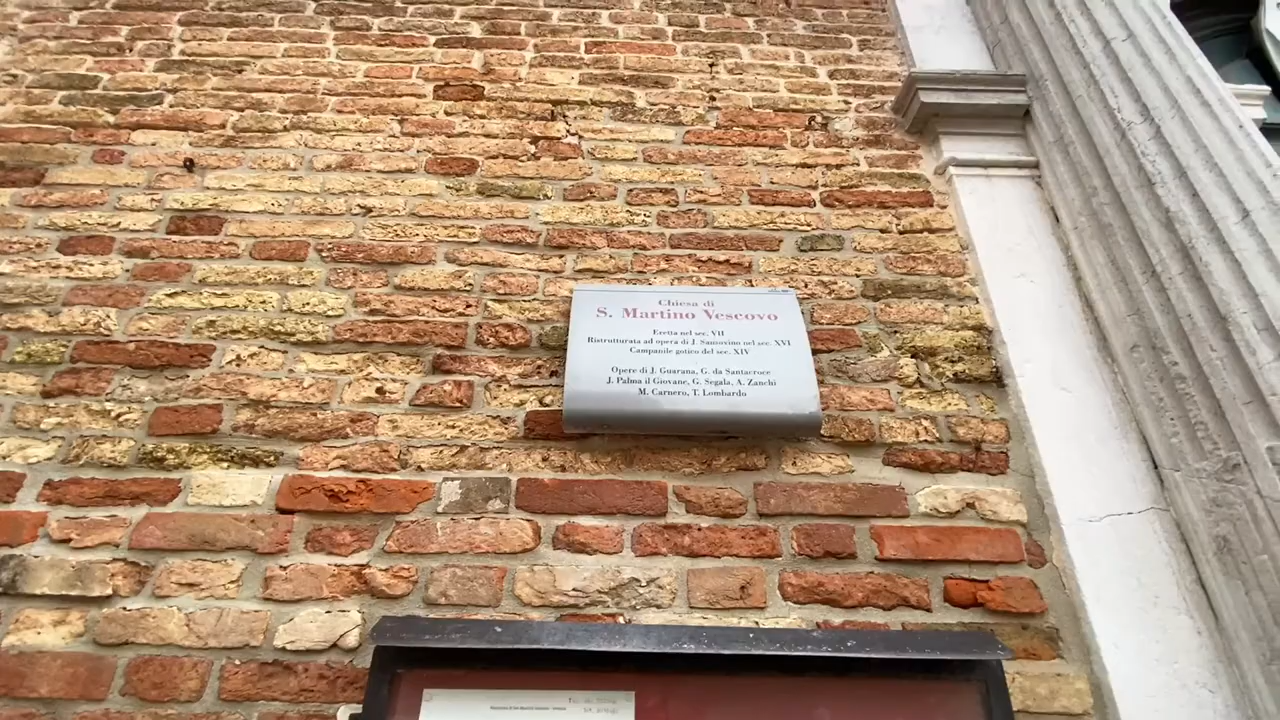 Chiesa di
S. Martino Vescovo
Eretta nel sec. VII
Ristrutturata ad opera di J. Sansovino nel sec. XVI
Campanile gotico del sec. XIV
Opere di J. Guarana, G. da Santacroce
J. Palma il Giovane, G. Segala, A. Zanchi
M. Carnero, T. Lombardo